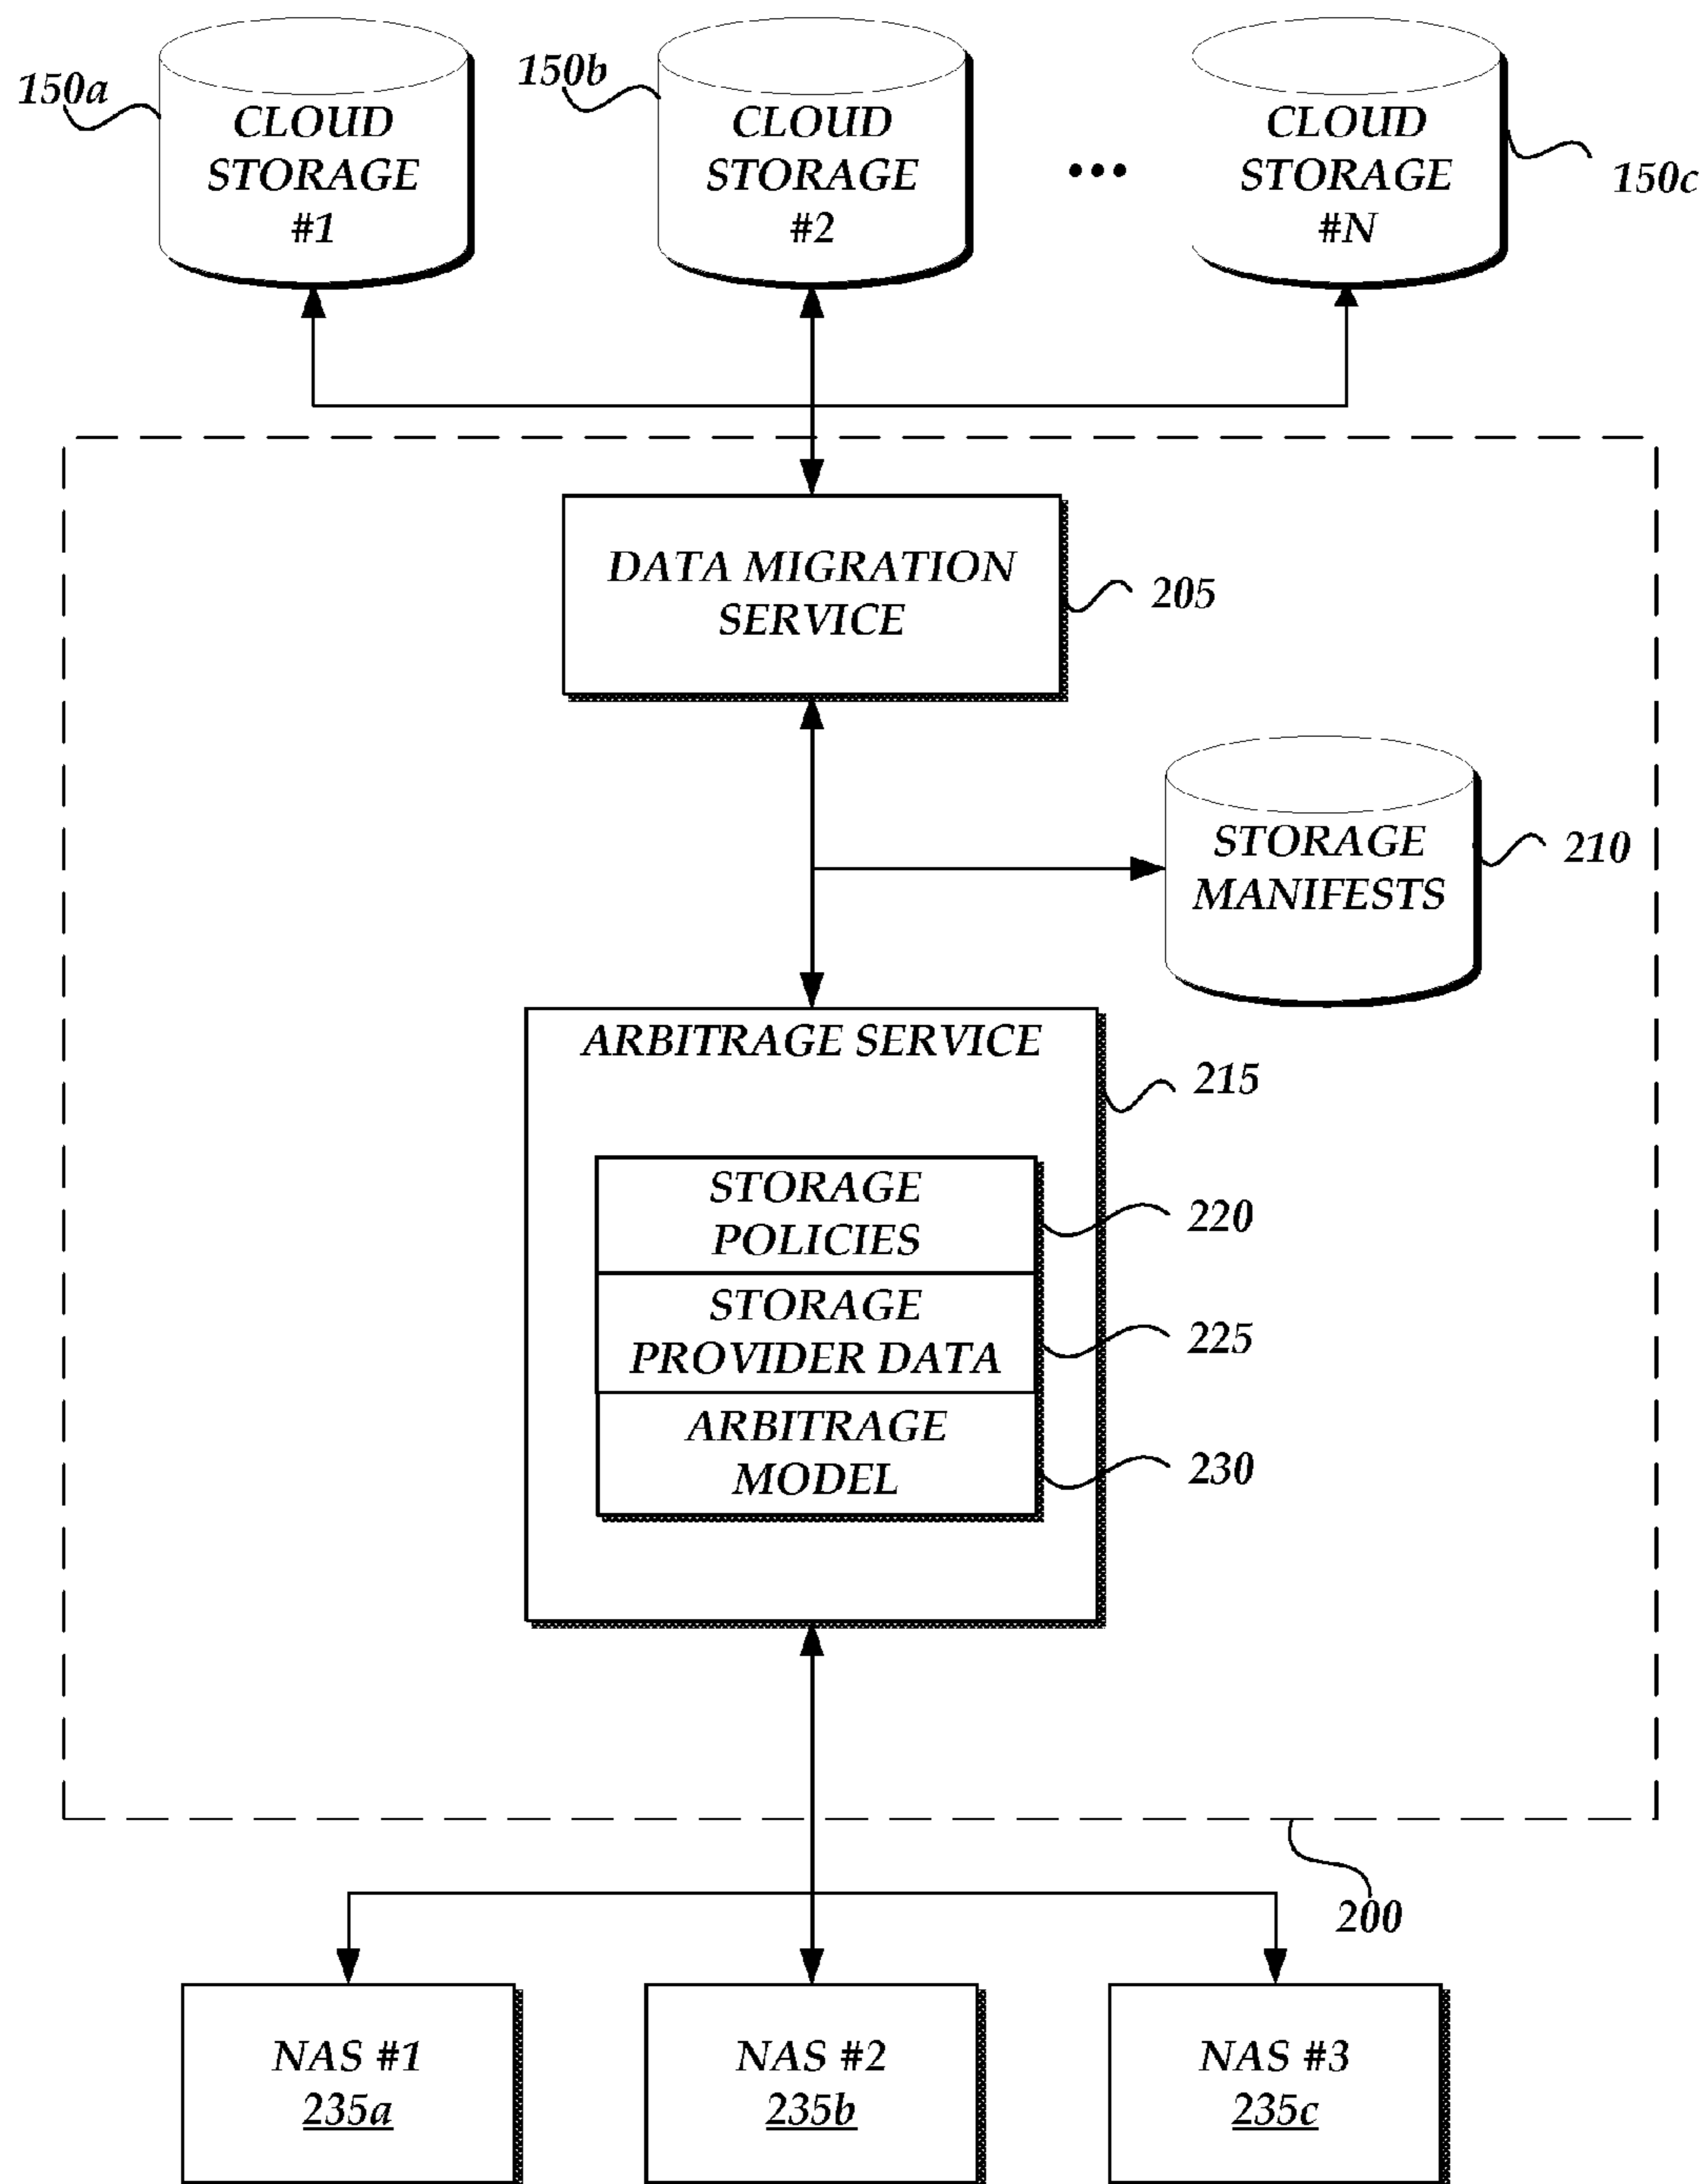 150a
CLOUD
STORAGE
#1
150b
CLOUD
STORAGE
#2
...
CLOUD
STORAGE
#N
150c
DATA MIGRATION
SERVICE
205
STORAGE
MANIFESTS
210
ARBITRAGE SERVICE
215
STORAGE
POLICIES
220
STORAGE
PROVIDER DATA
225
ARBITRAGE
MODEL
230
200
NAS #1
235a
NAS #2
235b
NAS #3
235c